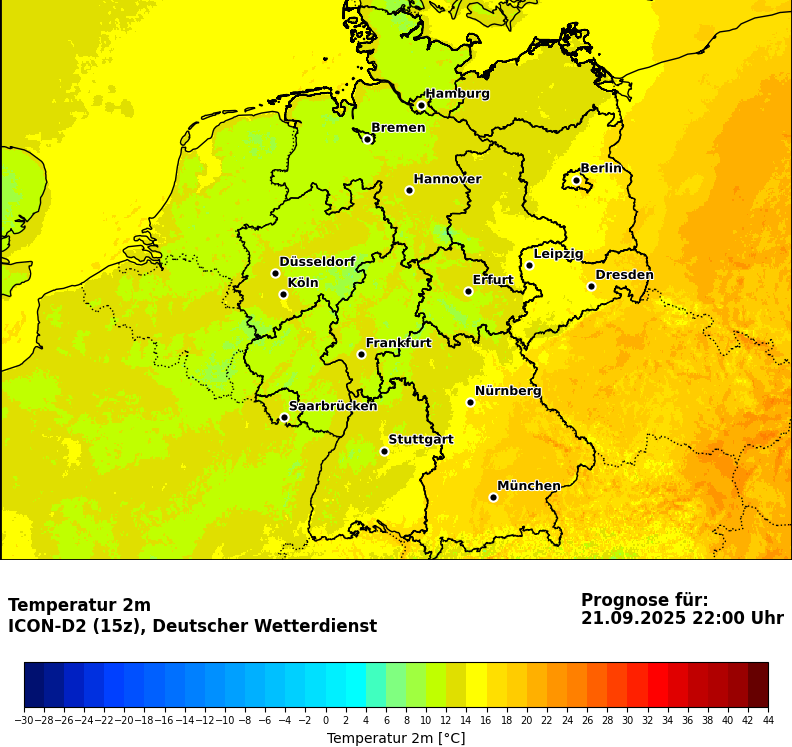 Hamburg
Bremen
Berlin
Hannover
Leipzig
Düsseldorf
Dresden
Köln
Erfurt
Frankfurt
Nürnberg
Saarbrücken
Stuttgart
München
Temperatur 2m
ICON-D2 (15z), Deutscher Wetterdienst
Prognose für:
21.09.2025 22:00 Uhr
−30 −28 −26 −24 −22 −20 −18 −16 −14 −12 −10 −8 −6 −4 −2 0 2 4 6 8 10 12 14 16 18 20 22 24 26 28 30 32 34 36 38 40 42 44
Temperatur 2m [°C]